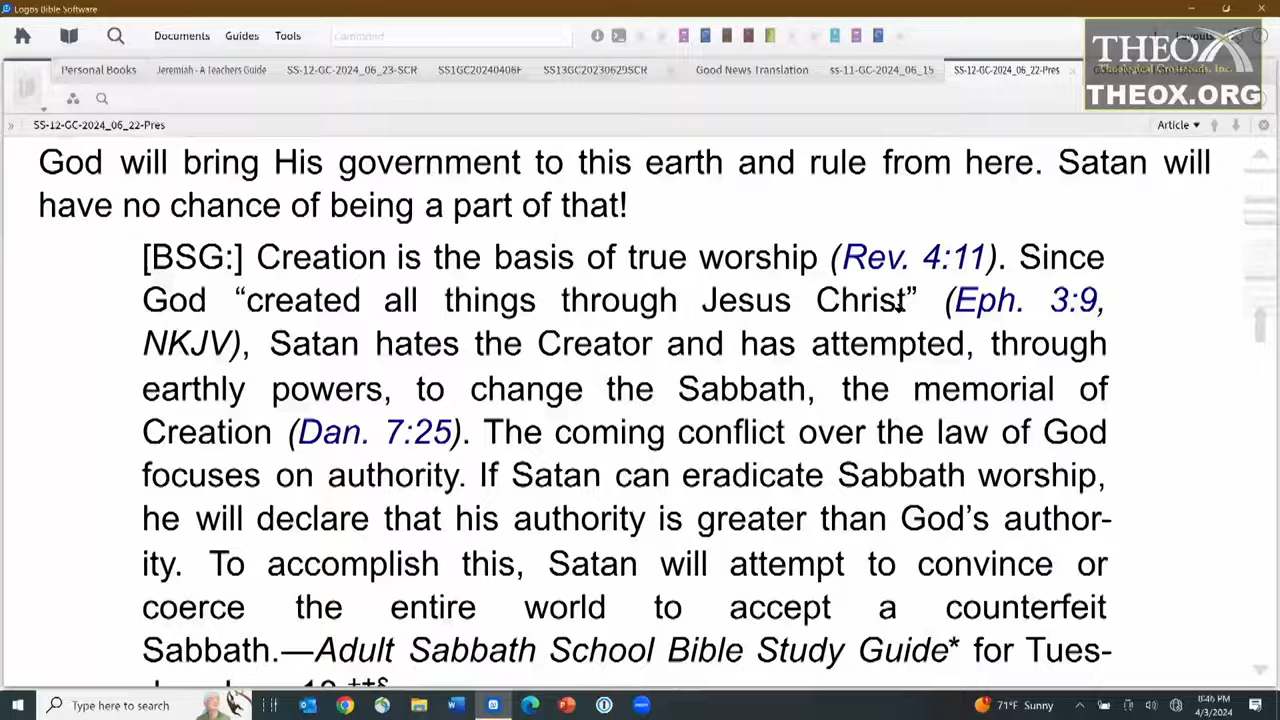 Logos Bible Software
Documents Guides Tools Command
THEOX
Theological Crossroads, Inc.
THEOX.ORG
Personal Books Jeremiah - A Teachers Guide SS-12-GC-2024_06_23-SCR SS13GC20230629SCR Good News Translation ss-11-GC-2024_06_15 SS-12-GC-2024_06_22-Pres
SS-12-GC-2024_06_22-Pres Article
God will bring His government to this earth and rule from here. Satan will
have no chance of being a part of that!
[BSG:] Creation is the basis of true worship (Rev. 4:11). Since
God “created all things through Jesus Christ” (Eph. 3:9,
NKJV), Satan hates the Creator and has attempted, through
earthly powers, to change the Sabbath, the memorial of
Creation (Dan. 7:25). The coming conflict over the law of God
focuses on authority. If Satan can eradicate Sabbath worship,
he will declare that his authority is greater than God’s author-
ity. To accomplish this, Satan will attempt to convince or
coerce the entire world to accept a counterfeit
Sabbath.—Adult Sabbath School Bible Study Guide* for Tues-
Type here to search
71°F Sunny
8:46 PM
4/3/2024